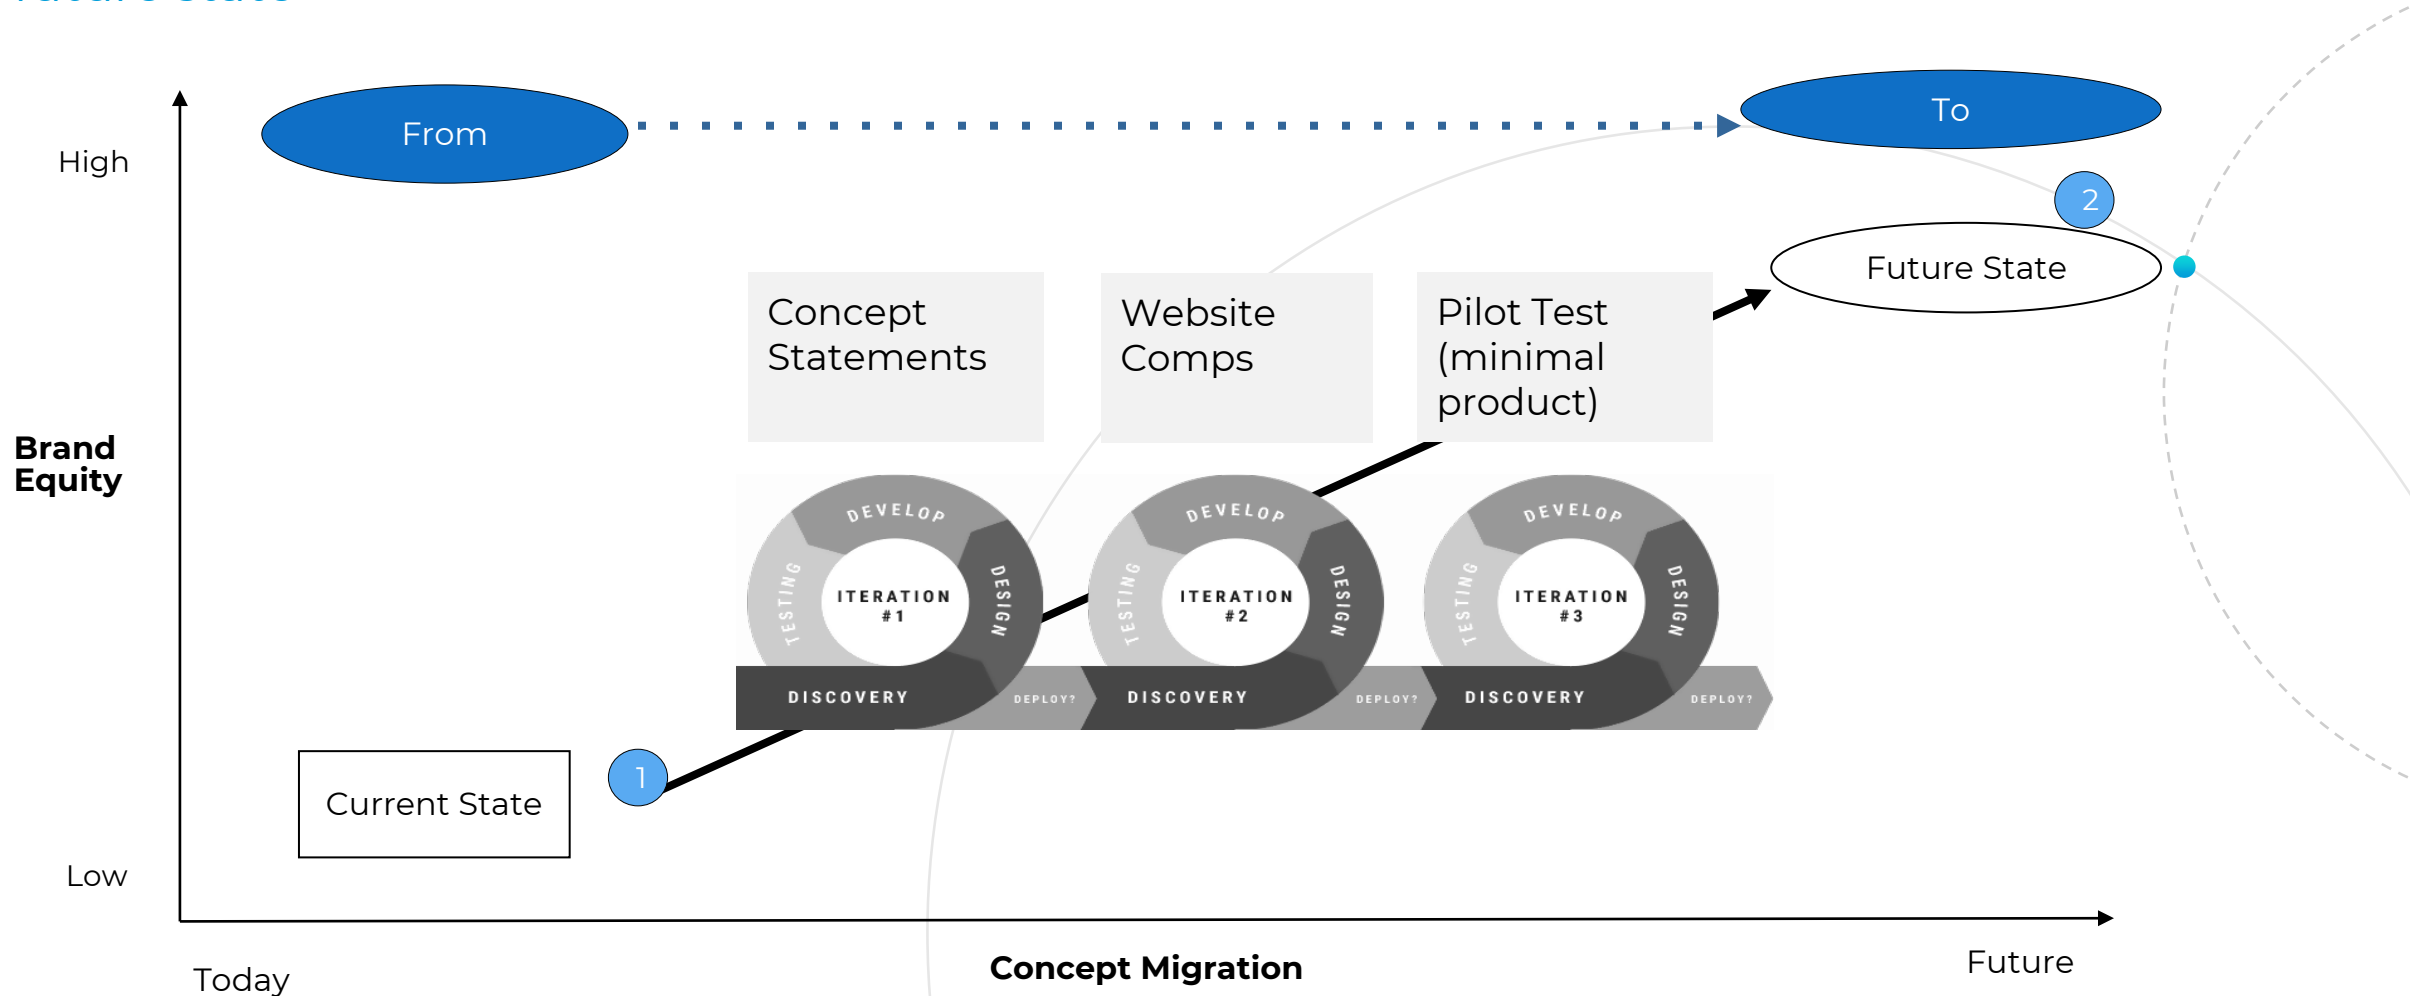 From
To
High
2
Future State
Concept
Statements
Website
Comps
Pilot Test
(minimal
product)
Brand
Equity
DEVELOP
DESIGN
TESTING
ITERATION
#1
DISCOVERY
DEPLOY?
DEVELOP
DESIGN
TESTING
ITERATION
#2
DISCOVERY
DEPLOY?
DEVELOP
DESIGN
TESTING
ITERATION
#3
DISCOVERY
DEPLOY?
1
Current State
Low
Today
Concept Migration
Future